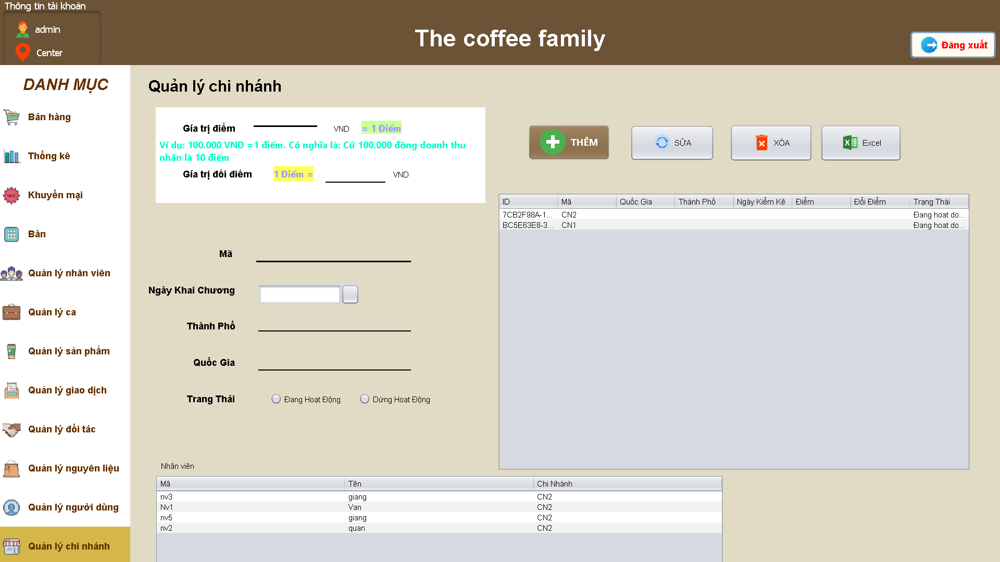 Thông tin tài khoản
admin
Center
The coffee family
Đăng xuất
DANH MỤC
Bán hàng
Thống kê
Khuyến mại
SALE
Bàn
Quản lý nhân viên
Quản lý ca
Quản lý sản phẩm
Quản lý giao dịch
Quản lý đối tác
Quản lý nguyên liệu
Quản lý người dùng
Quản lý chi nhánh
Quản lý chi nhánh
Gía trị điểm VND = 1 Điểm
Ví dụ: 100.000 VND =1 điểm. Có nghĩa là: Cứ 100.000 đồng doanh thu
nhận là 10 điểm
Gía trị đổi điểm 1 Điểm = VND
THÊM SỬA XÓA Excel
Mã
Ngày Khai Chương
Thành Phố
Quốc Gia
Trang Thái Đang Hoạt Động Dừng Hoạt Động
ID Mã Quốc Gia Thành Phố Ngày Kiểm Kê Điểm Đổi Điểm Trạng Thái
7CB2F98A-1... CN2 Đang hoat do...
BC5E63E8-3... CN1 Đang hoat do...
Nhân viên
Mã Tên Chi Nhánh
nv3 giang CN2
Nv1 Van CN2
nv5 giang CN2
nv2 quan CN2